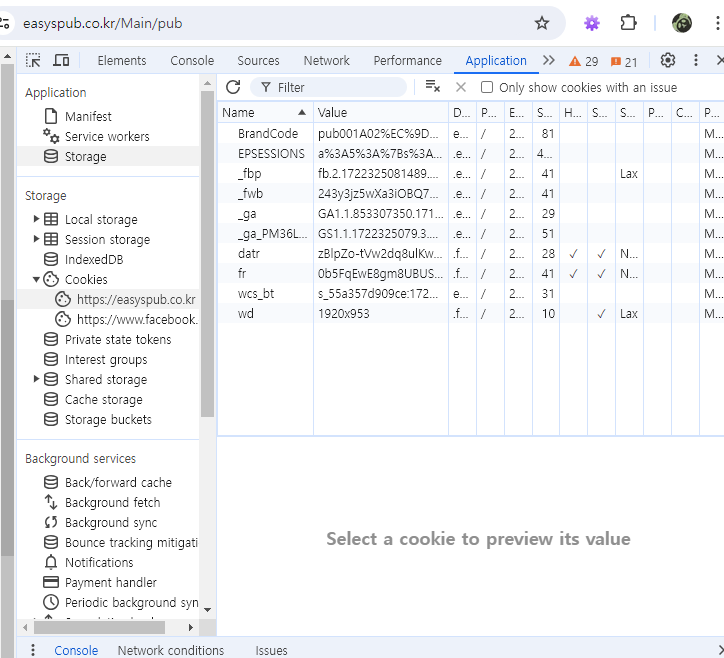 easyspub.co.kr/Main/pub
Elements Console Sources Network Performance Application 29 21
Application
Manifest
Service workers
Storage
Storage
Local storage
Session storage
IndexedDB
Cookies
https://easyspub.co.kr
https://www.facebook.
Private state tokens
Interest groups
Shared storage
Cache storage
Storage buckets
Background services
Back/forward cache
Background fetch
Background sync
Bounce tracking mitigati
Notifications
Payment handler
Periodic background syn
Filter Only show cookies with an issue
Name Value D... P... E... S... H... S... S... P... C... P...
BrandCode pub001A02%EC%9D... e... / 2... 81 M...
EPSESSIONS a%3A5%3A%7Bs%3A... .e... / 2... 4... M...
_fbp fb.2.1722325081489.... .e... / 2... 41 Lax M...
_fwb 243y3jz5wXa3iOBQ7... .e... / 2... 41 M...
_ga GA1.1.853307350.171... .e... / 2... 29 M...
_ga_PM36L... GS1.1.1722325079.3.... .e... / 2... 51 M...
datr zBlpZo-tVw2dq8ulKw... .f... / 2... 28 ✓ ✓ N... M...
fr 0b5FqEwE8gm8UBUS... .f... / 2... 41 ✓ ✓ N... M...
wcs_bt s_55a357d909ce:172... e... / 2... 31 M...
wd 1920x953 .f... / 2... 10 ✓ Lax M...
Select a cookie to preview its value
Console Network conditions Issues